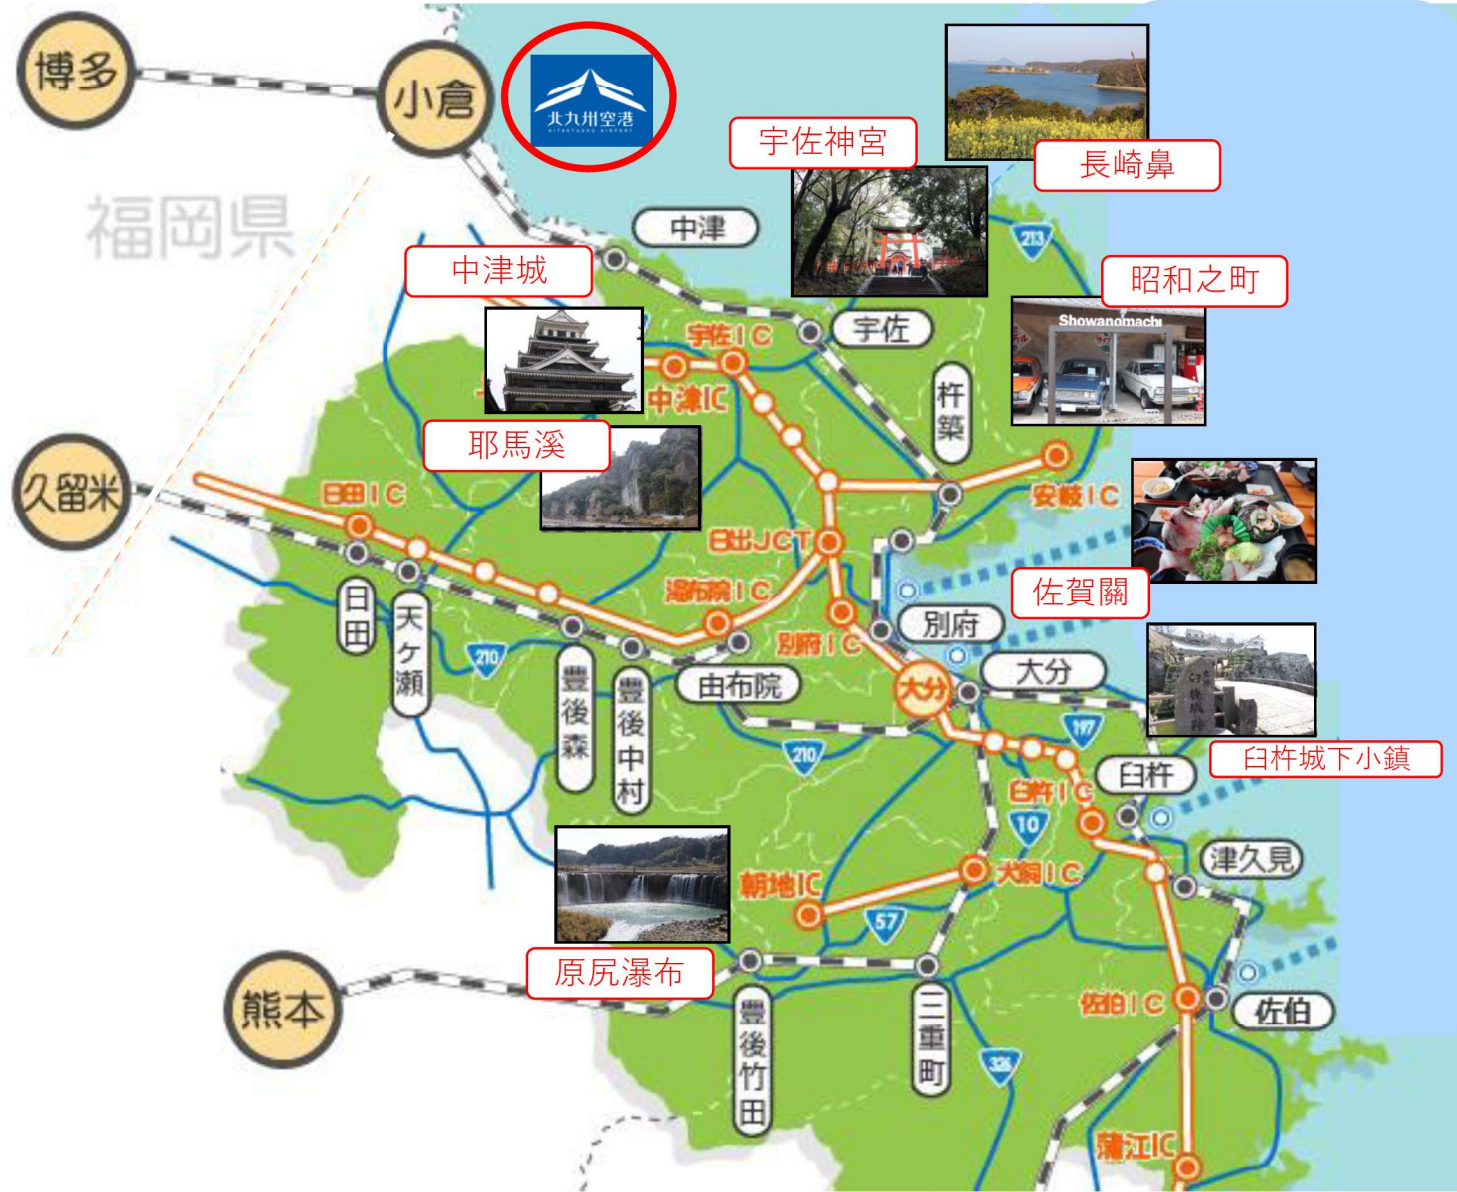 博多
小倉
北九州空港
KITAKYUSHU AIRPORT
福岡県
宇佐神宮
長崎鼻
213
中津
中津城
昭和之町
Showanomachi
宇佐
宇佐IC
中津IC
杵築
耶馬溪
安岐IC
久留米
日田IC
日出JCT
佐賀關
湯布院IC
別府IC
別府
日田
天ケ瀬
210
豊後森
豊後中村
由布院
大分
大分
197
210
臼杵城下小鎮
臼杵
臼杵IC
10
津久見
朝地IC
犬飼IC
57
原尻瀑布
熊本
豊後竹田
三重町
佐伯IC
佐伯
326
蒲江IC